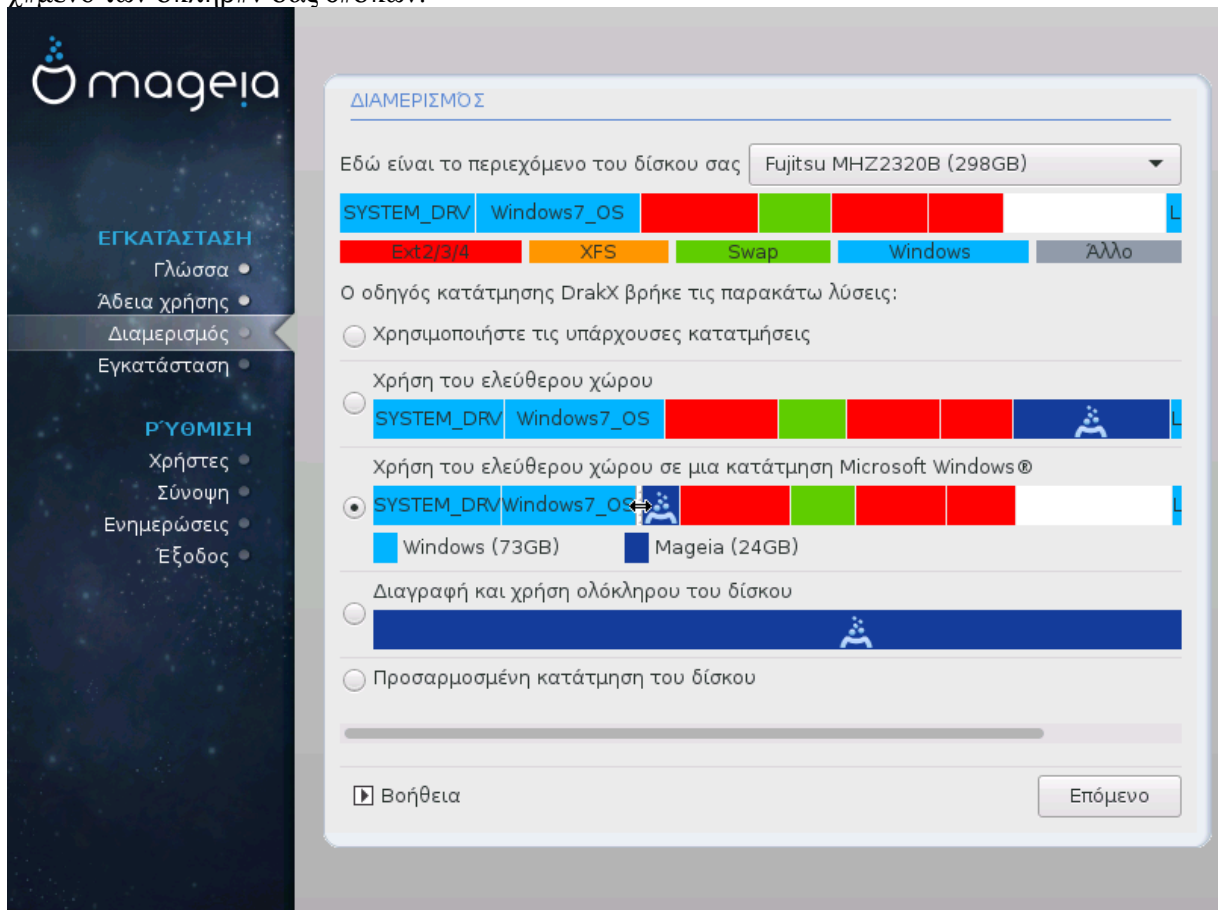 mageia
ΔΙΑΜΕΡΙΣΜΌΣ
Εδώ είναι το περιεχόμενο του δίσκου σας Fujitsu MHZ2320B (298GB)
SYSTEM_DRV Windows7_OS L
Ext2/3/4 XFS Swap Windows Άλλο
Ο οδηγός κατάτμησης DrakX βρήκε τις παρακάτω λύσεις:
Χρησιμοποιήστε τις υπάρχουσες κατατμήσεις
Χρήση του ελεύθερου χώρου
SYSTEM_DRV Windows7_OS L
Χρήση του ελεύθερου χώρου σε μια κατάτμηση Microsoft Windows®
SYSTEM_DRV Windows7_OS L
Windows (73GB) Mageia (24GB)
Διαγραφή και χρήση ολόκληρου του δίσκου
Προσαρμοσμένη κατάτμηση του δίσκου
Βοήθεια
Επόμενο
ΕΓΚΑΤΆΣΤΑΣΗ
Γλώσσα
Άδεια χρήσης
Διαμερισμός
Εγκατάσταση
ΡΎΘΜΙΣΗ
Χρήστες
Σύνοψη
Ενημερώσεις
Έξοδος